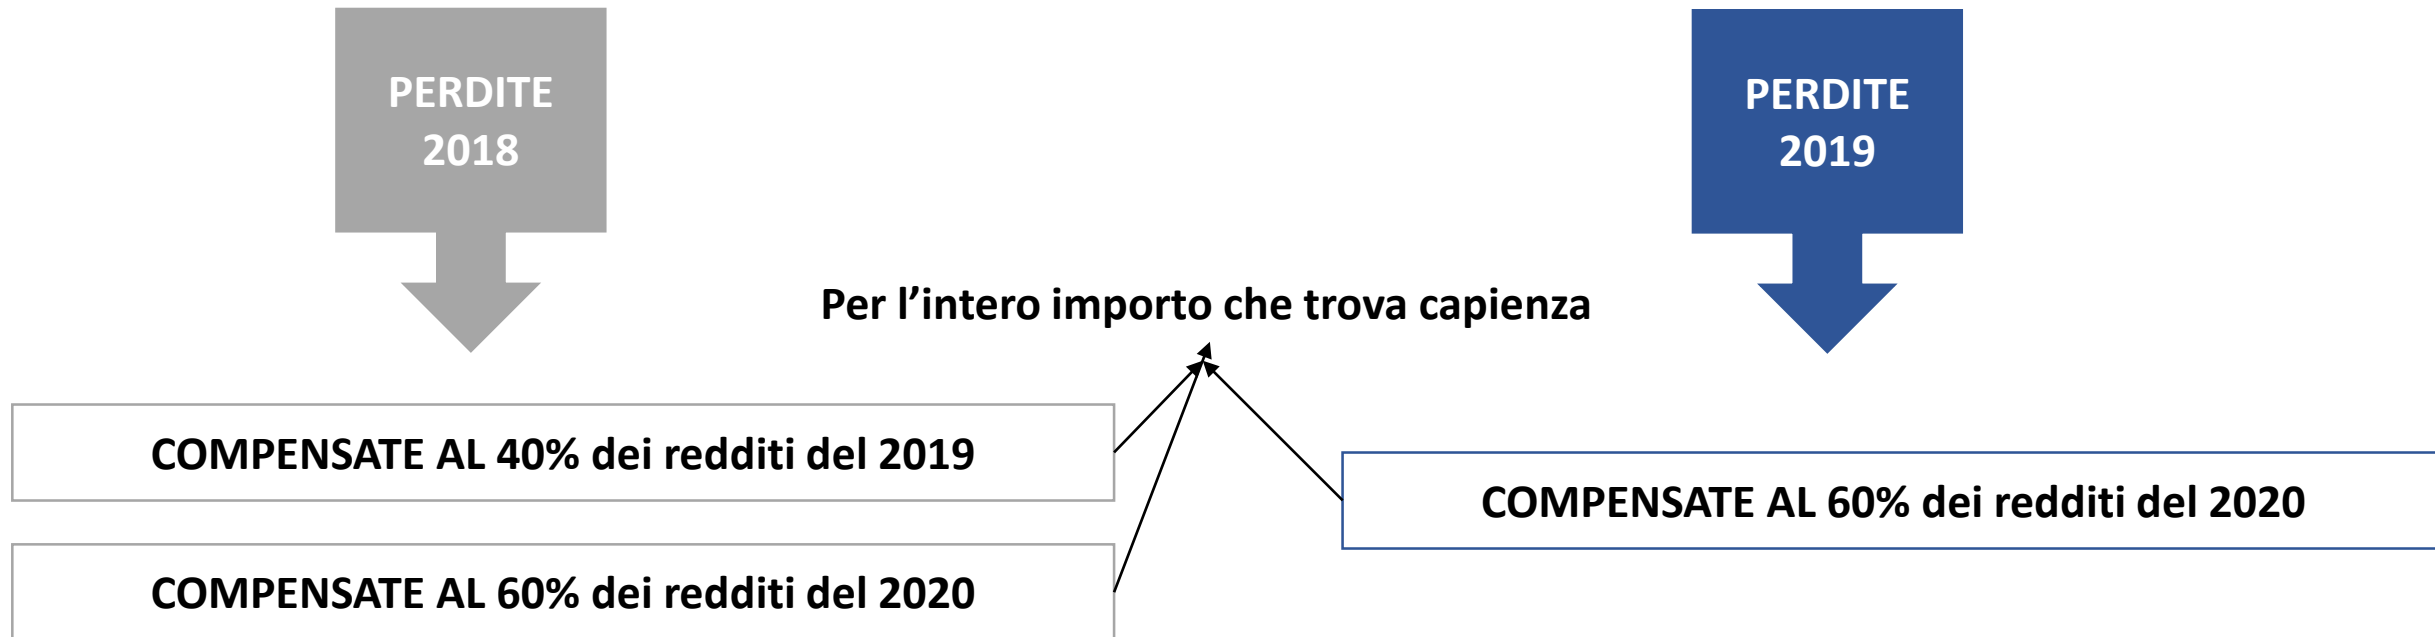 PERDITE
2018
PERDITE
2019
Per l’intero importo che trova capienza
COMPENSATE AL 40% dei redditi del 2019
COMPENSATE AL 60% dei redditi del 2020
COMPENSATE AL 60% dei redditi del 2020